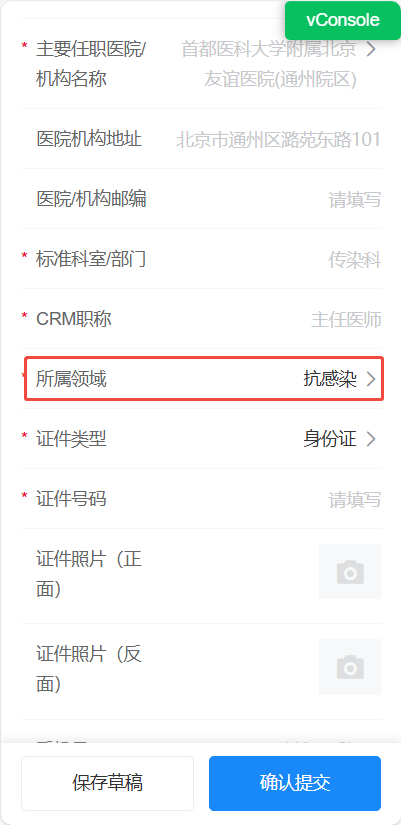 vConsole
* 主要任职医院/ 首都医科大学附属北京
机构名称 友谊医院(通州院区)
医院机构地址 北京市通州区潞苑东路101
医院/机构邮编 请填写
* 标准科室/部门 传染科
* CRM职称 主任医师
* 所属领域 抗感染
* 证件类型 身份证
* 证件号码 请填写
证件照片（正
面）
证件照片（反
面）
保存草稿 确认提交